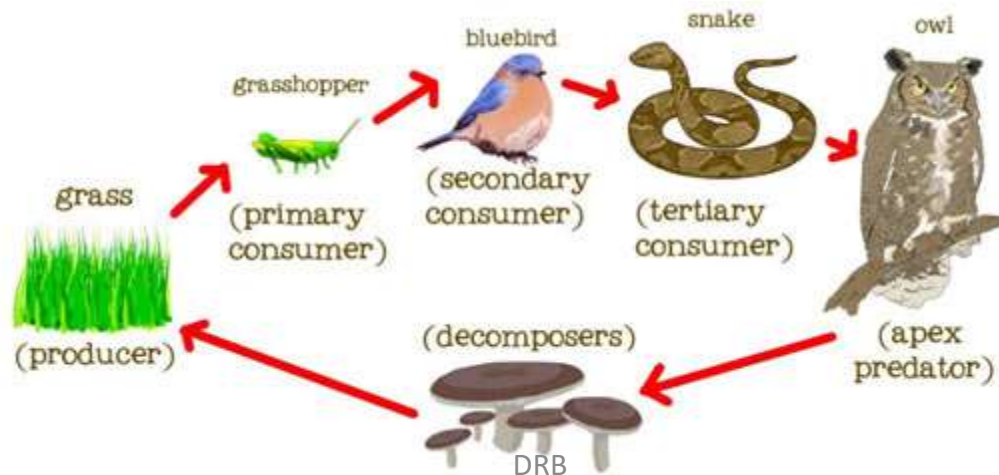 grass
(producer)
grasshopper
(primary
consumer)
bluebird
(secondary
consumer)
snake
(tertiary
consumer)
owl
(apex
predator)
(decomposers)
DRB